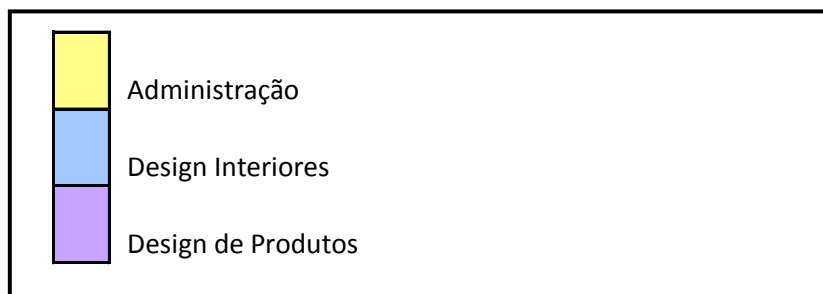 Administração
Design Interiores
Design de Produtos